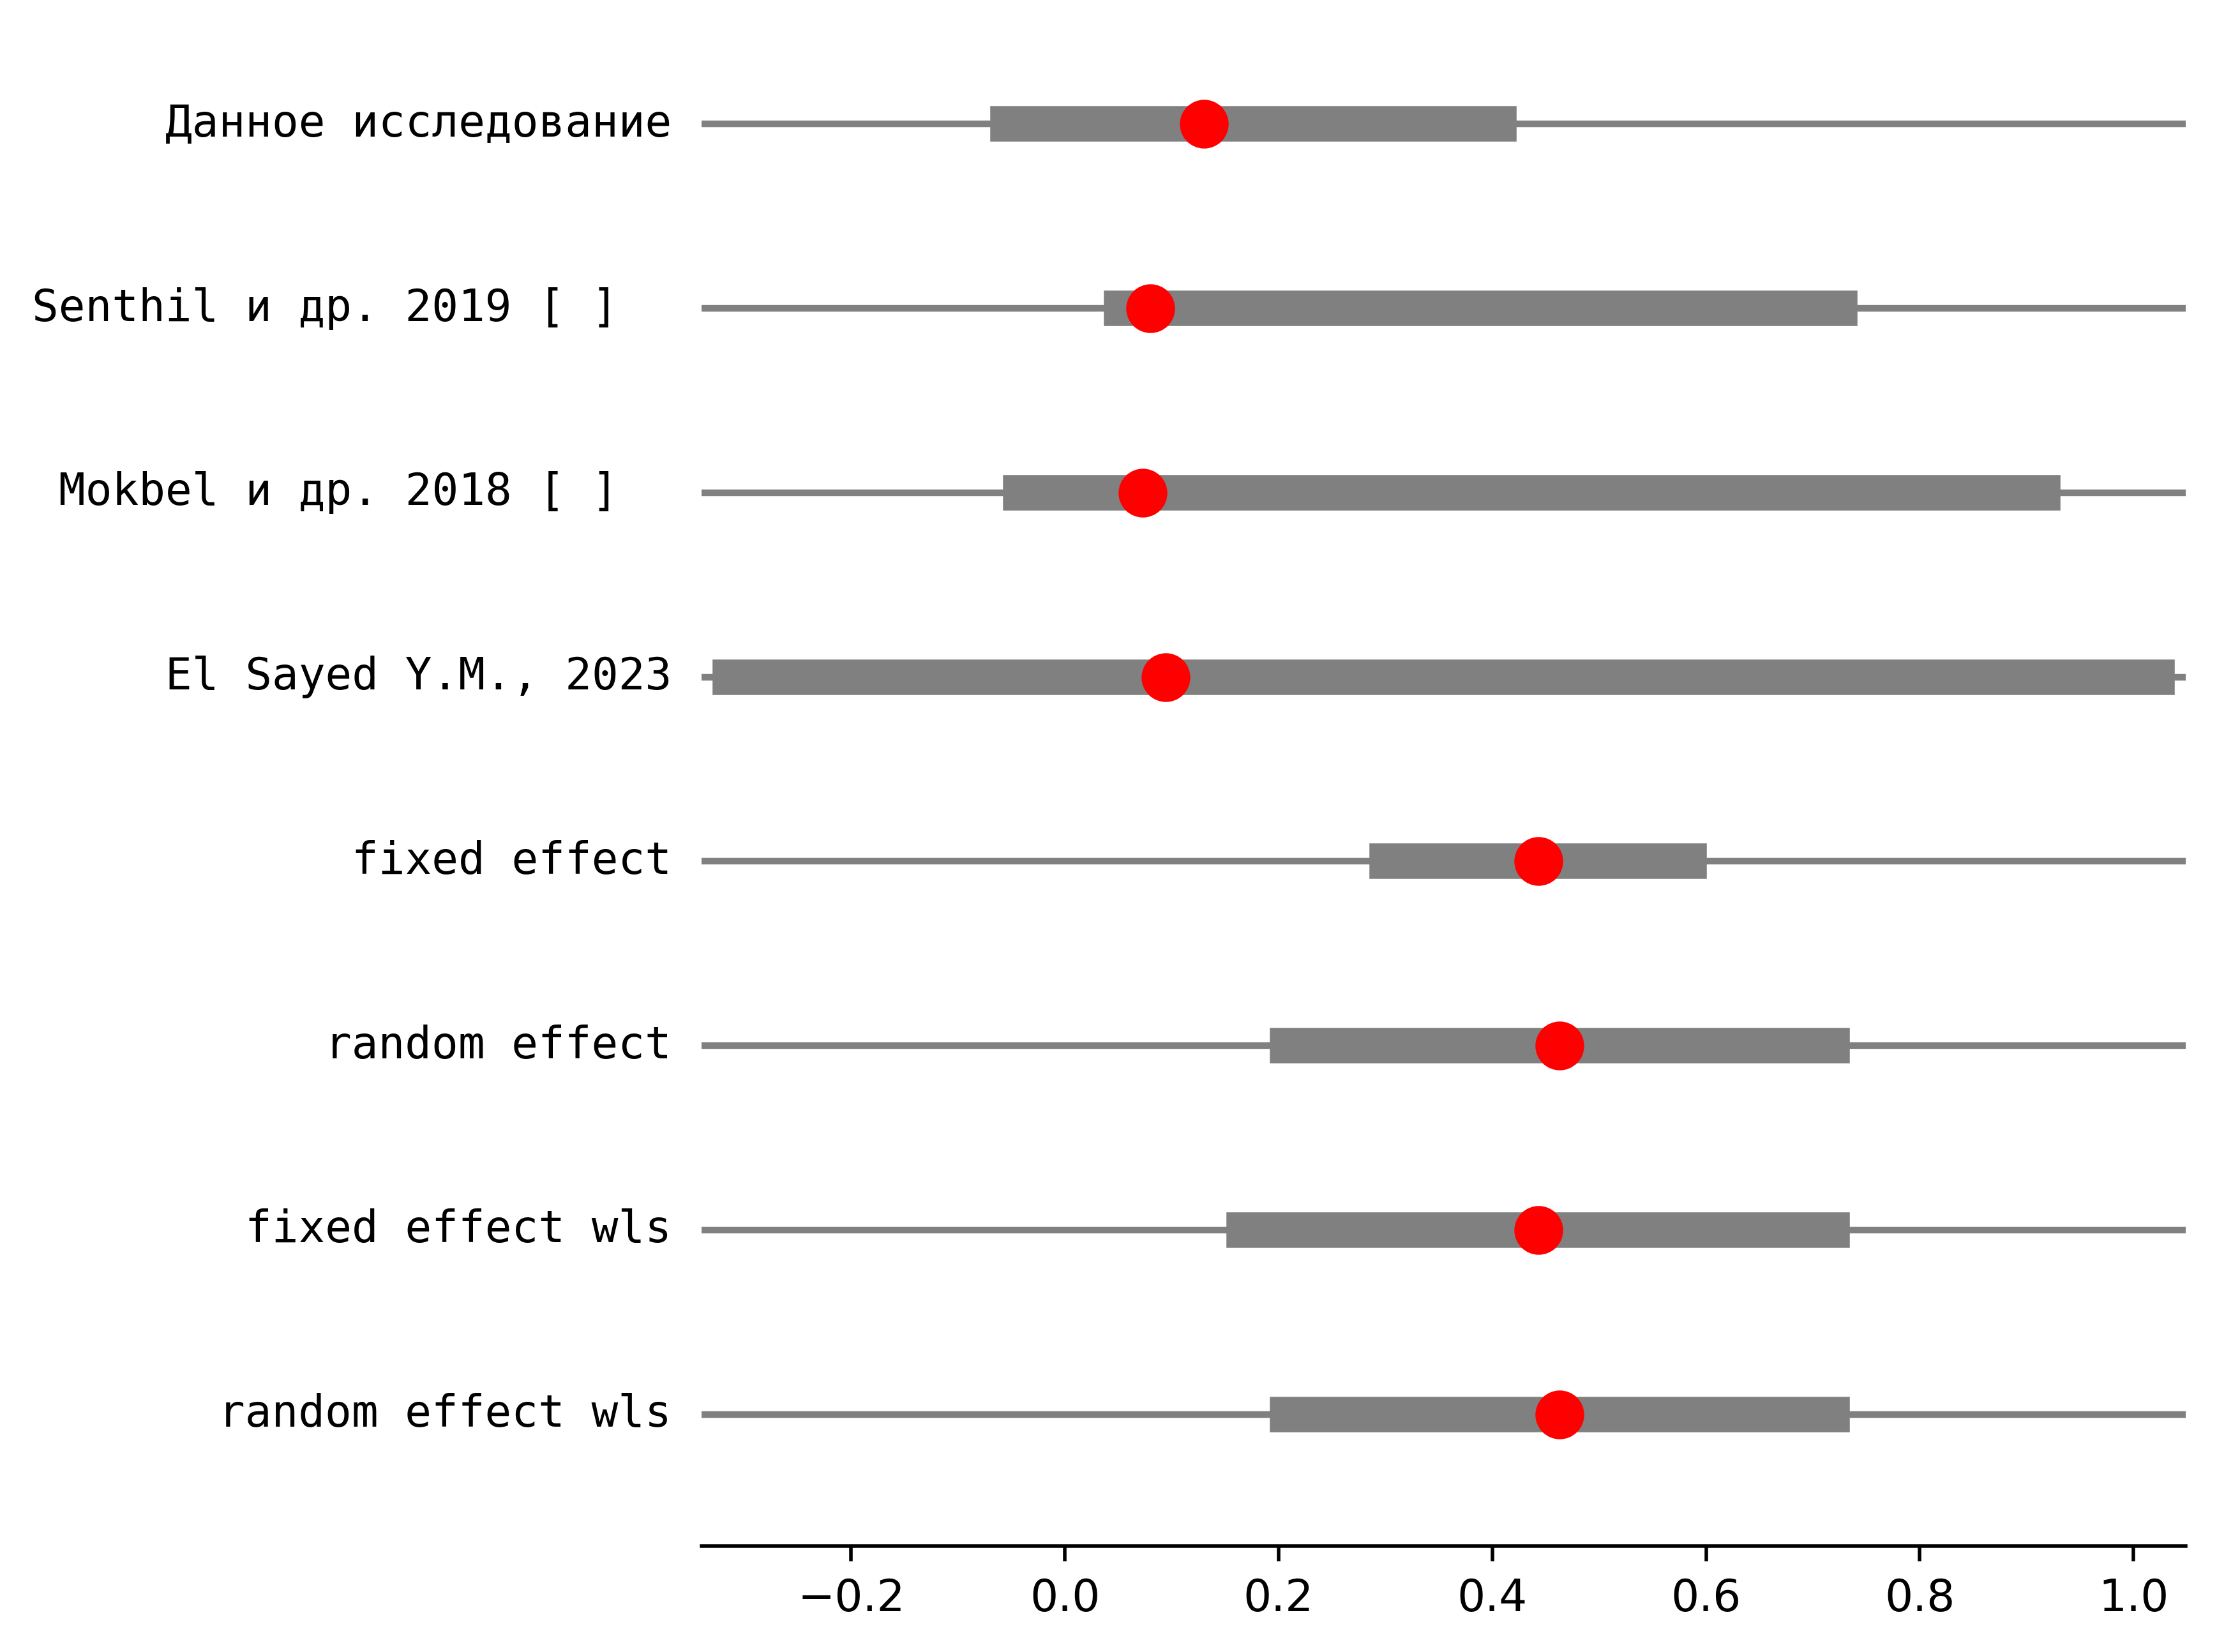 Данное исследование
Senthil и др. 2019 [ ]
Mokbel и др. 2018 [ ]
El Sayed Y.M., 2023
fixed effect
random effect
fixed effect wls
random effect wls
−0.2 0.0 0.2 0.4 0.6 0.8 1.0